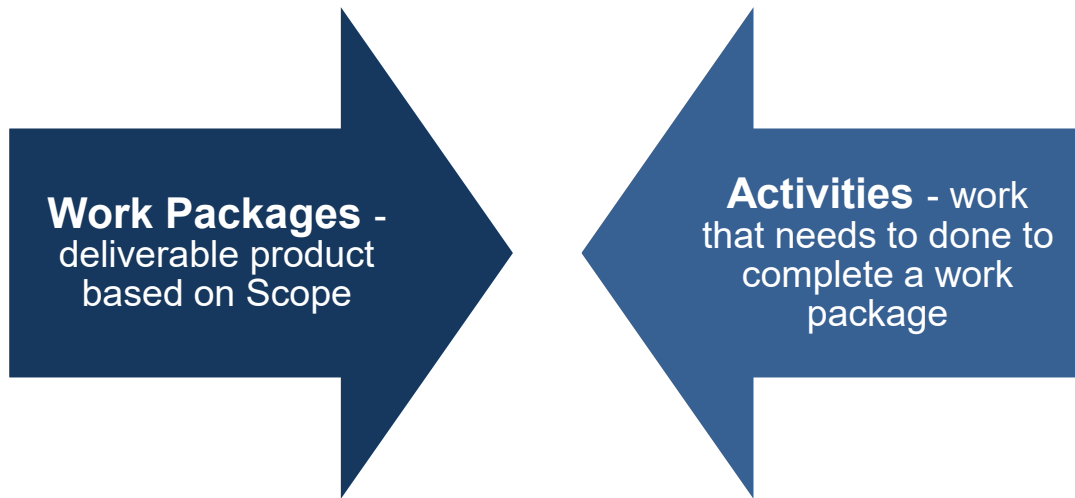 Work Packages -
deliverable product
based on Scope
Activities - work
that needs to done to
complete a work
package